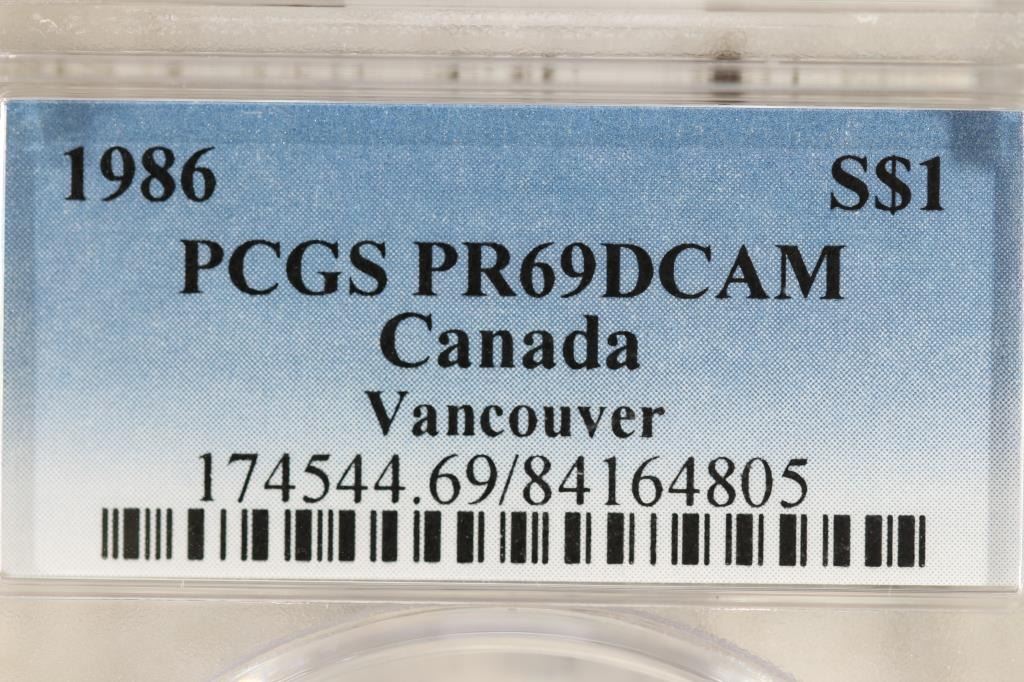 1986 S$1
PCGS PR69DCAM
Canada
Vancouver
174544.69/84164805